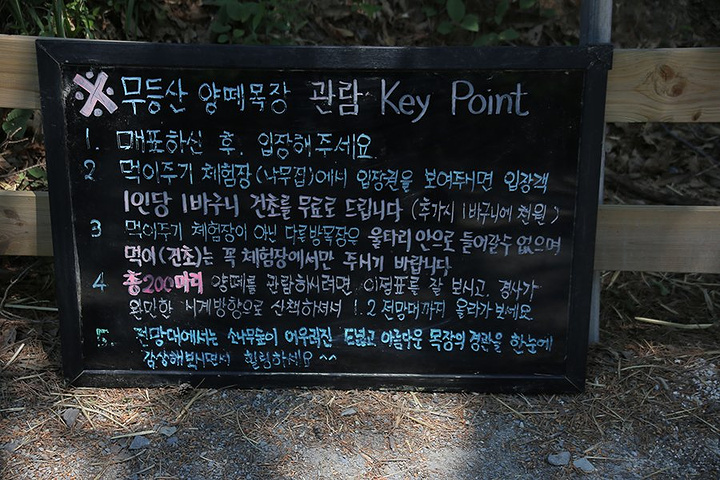 ※ 무등산 양떼목장 관람 Key Point
1. 매표하신 후, 입장해주세요.
2 먹이주기 체험장(나무집)에서 입장권을 보여주시면 입장객
1인당 1바구니 건초를 무료로 드립니다 (추가시 1바구니에 천원)
3 먹이주기 체험장이 아닌 다른방목장은 울타리 안으로 들어갈수 없으며
먹이(건초)는 꼭 체험장에서만 주시기 바랍니다
4 총200마리 양떼를 관람하시려면 이정표를 잘 보시고, 경사가
완만한 시계방향으로 산책하셔서 1.2전망대까지 올라가보세요
5. 전망대에서는 소나무숲이 어우러진 드넓고 아름다운 목장의 경관을 한눈에
감상해보시면서 힐링하세요 ^^